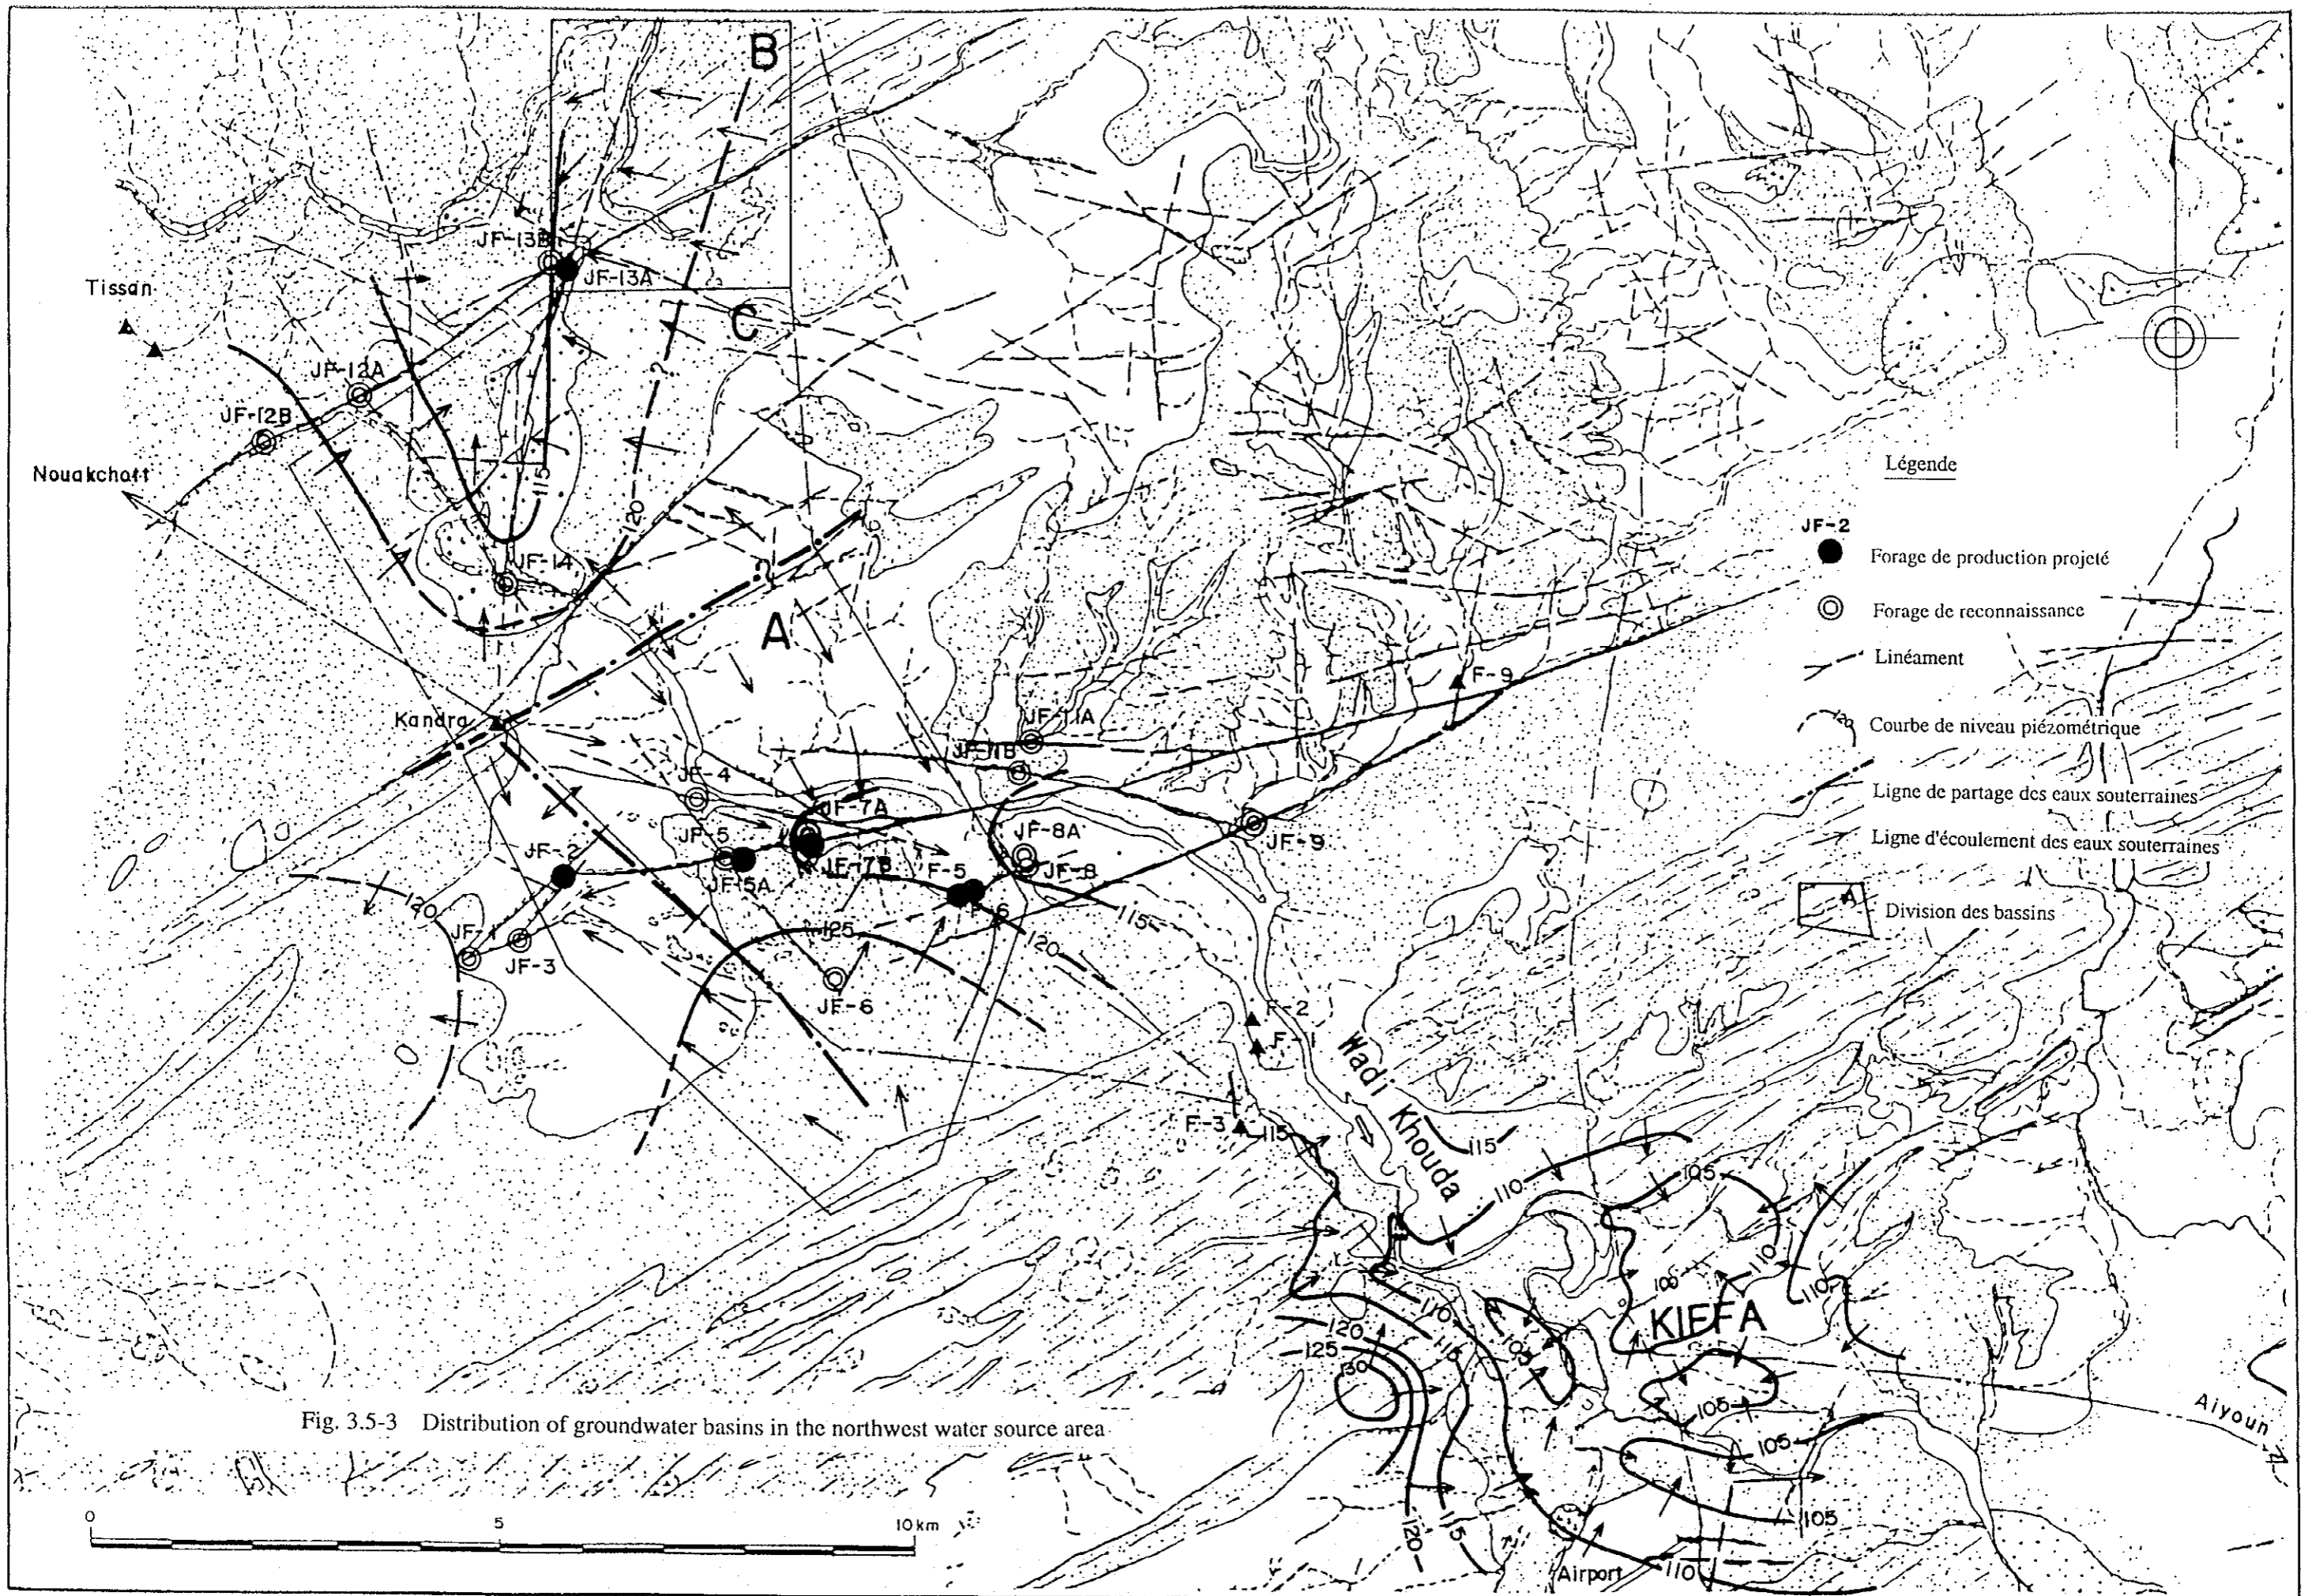 B
JF-13B
JF-13A
Tissan
C
?
JF-12A
JF-12B
Nouakchott
115
120
JF-14
?
A
Kandra
JF-11A
JF-11B
F-9
JF-4
JF-7A
JF-5
JF-8A
JF-9
JF-2
JF-5A
JF-7B
F-5
JF-8
F-6
120
115
JF-1
JF-3
125
120
JF-6
F-2
F-1
Wadi Khouda
F-3
115
115
110
105
110
100
110
KIFFA
110
115
105
120
125
130
105
105
105
120
115
110
Airport
Aiyoun
Légende
JF-2
Forage de production projeté
Forage de reconnaissance
Linéament
120
Courbe de niveau piézométrique
Ligne de partage des eaux souterraines
Ligne d'écoulement des eaux souterraines
A
Division des bassins
Fig. 3.5-3 Distribution of groundwater basins in the northwest water source area
0 5 10 km